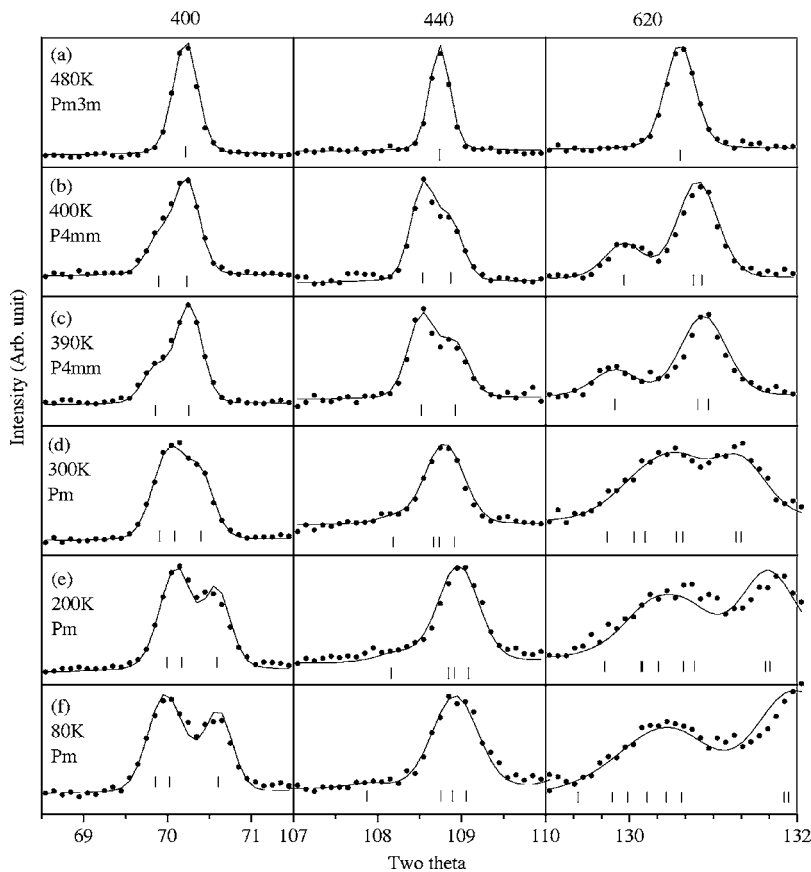 400 440 620
(a)
480K
Pm3m
(b)
400K
P4mm
(c)
390K
P4mm
(d)
300K
Pm
(e)
200K
Pm
(f)
80K
Pm
Intensity (Arb. unit)
69 70 71 107 108 109 110 130 132
Two theta